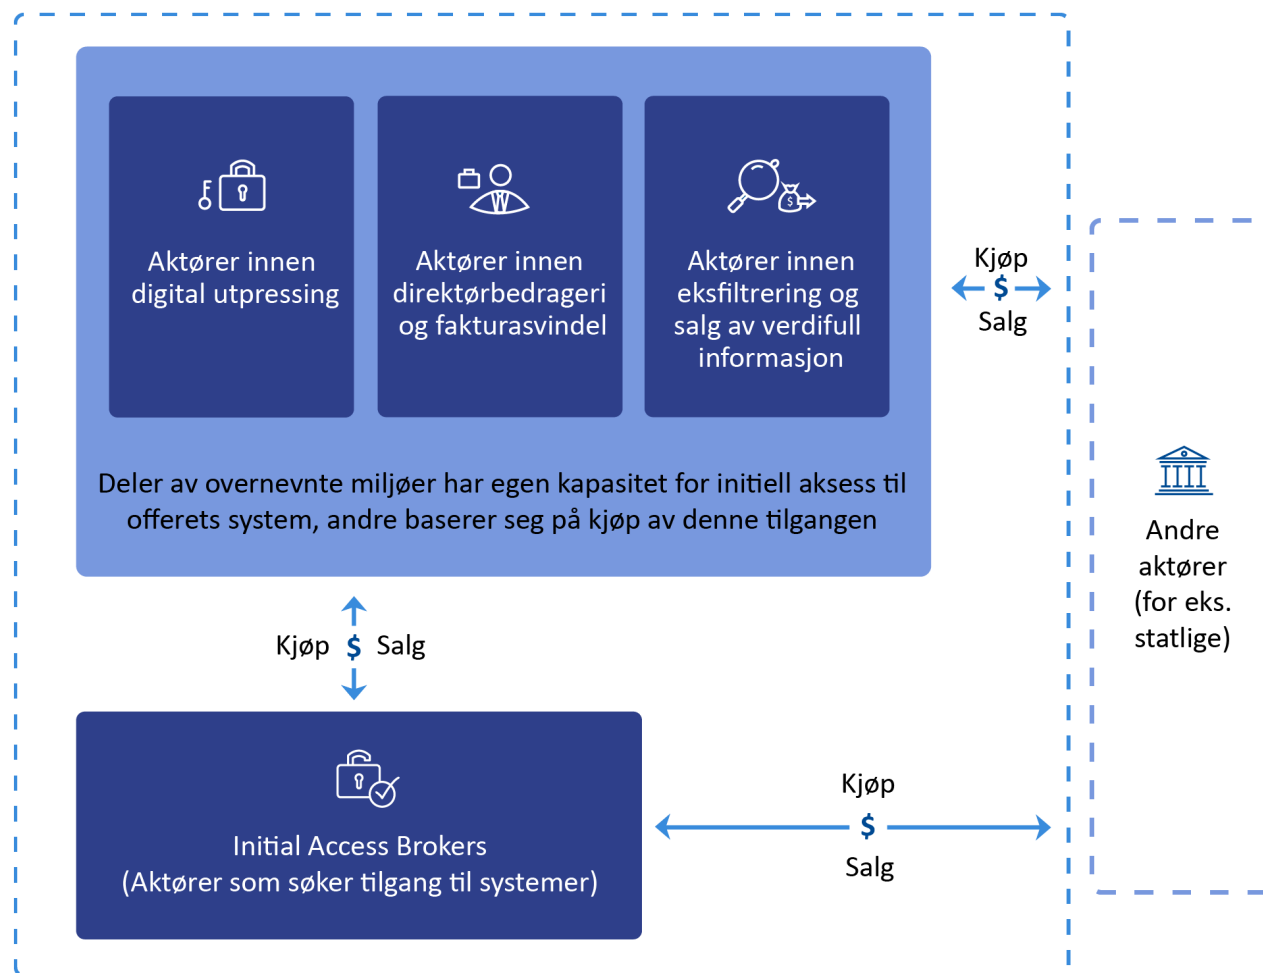 Aktører innen
digital utpressing
Aktører innen
direktørbedrageri
og fakturasvindel
Aktører innen
eksfiltrering og
salg av verdifull
informasjon
Deler av overnevnte miljøer har egen kapasitet for initiell aksess til
offerets system, andre baserer seg på kjøp av denne tilgangen
Kjøp
$
Salg
Andre
aktører
(for eks.
statlige)
Kjøp $ Salg
Initial Access Brokers
(Aktører som søker tilgang til systemer)
Kjøp
$
Salg